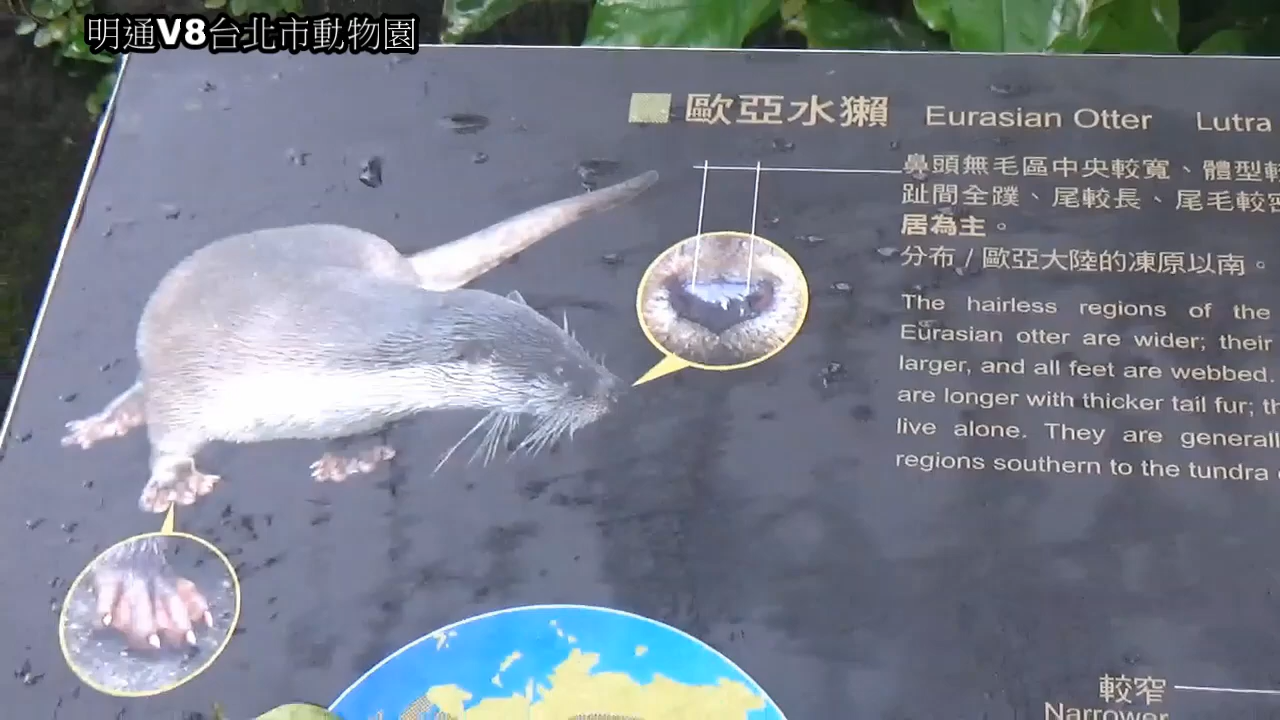 明通V8台北市動物園
歐亞水獺 Eurasian Otter Lutra
鼻頭無毛區中央較寬、體型較
趾間全蹼、尾較長、尾毛較密
居為主。
分布 / 歐亞大陸的凍原以南。
The hairless regions of the
Eurasian otter are wider; their
larger, and all feet are webbed.
are longer with thicker tail fur;
live alone. They are
regions southern to the tundra
較窄
Narrower